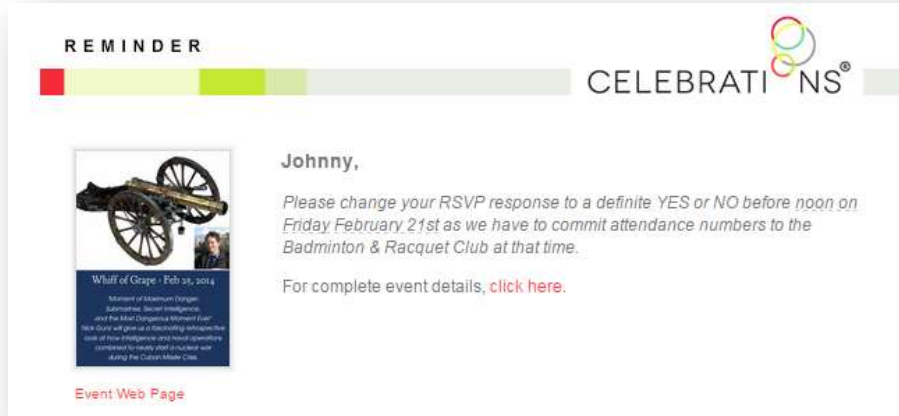 REMINDER
CELEBRATIONS®
Johnny,
Please change your RSVP response to a definite YES or NO before noon on
Friday February 21st as we have to commit attendance numbers to the
Badminton & Racquet Club at that time.
For complete event details, click here.
Whiff of Grape - Feb 25, 2014
"Moment of Maximum Danger:
Submarines, Secret Intelligence,
and the Most Dangerous Moment Ever"
will give us a fascinating retrospective
look at how intelligence and naval operations
combined to nearly start a nuclear war
during the Cuban Missile Crisis.
Event Web Page